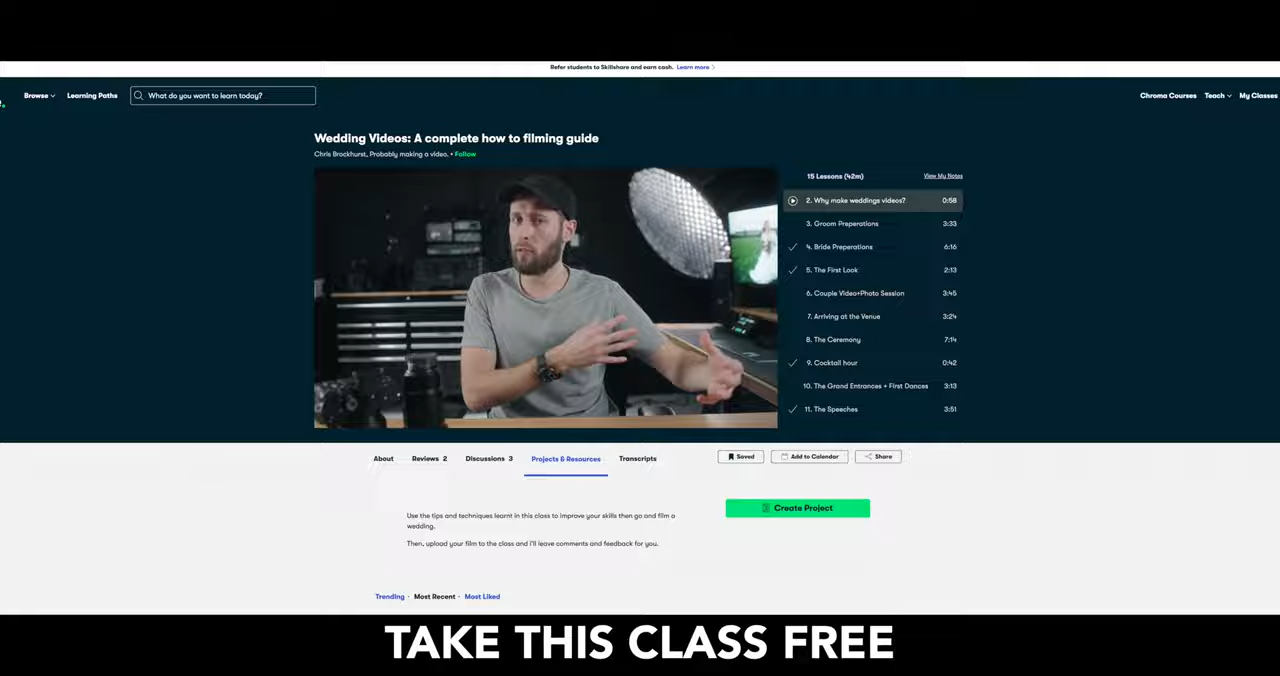 Refer students to Skillshare and earn cash. Learn more
Browse
Learning Paths
What do you want to learn today?
Chroma Courses
Teach
My Classes
Wedding Videos: A complete how to filming guide
Chris Brockhurst, Probably making a video. • Follow
15 Lessons (42m)
View My Notes
2. Why make weddings videos? 0:58
3. Groom Preperations 3:33
4. Bride Preperations 6:16
5. The First Look 2:13
6. Couple Video+Photo Session 3:45
7. Arriving at the Venue 3:24
8. The Ceremony 7:14
9. Cocktail hour 0:42
10. The Grand Entrances + First Dances 3:13
11. The Speeches 3:51
About
Reviews 2
Discussions 3
Projects & Resources
Transcripts
Saved
Add to Calendar
Share
Use the tips and techniques learnt in this class to improve your skills then go and film a
wedding.
Then, upload your film to the class and i'll leave comments and feedback for you.
Create Project
Trending · Most Recent · Most Liked
TAKE THIS CLASS FREE